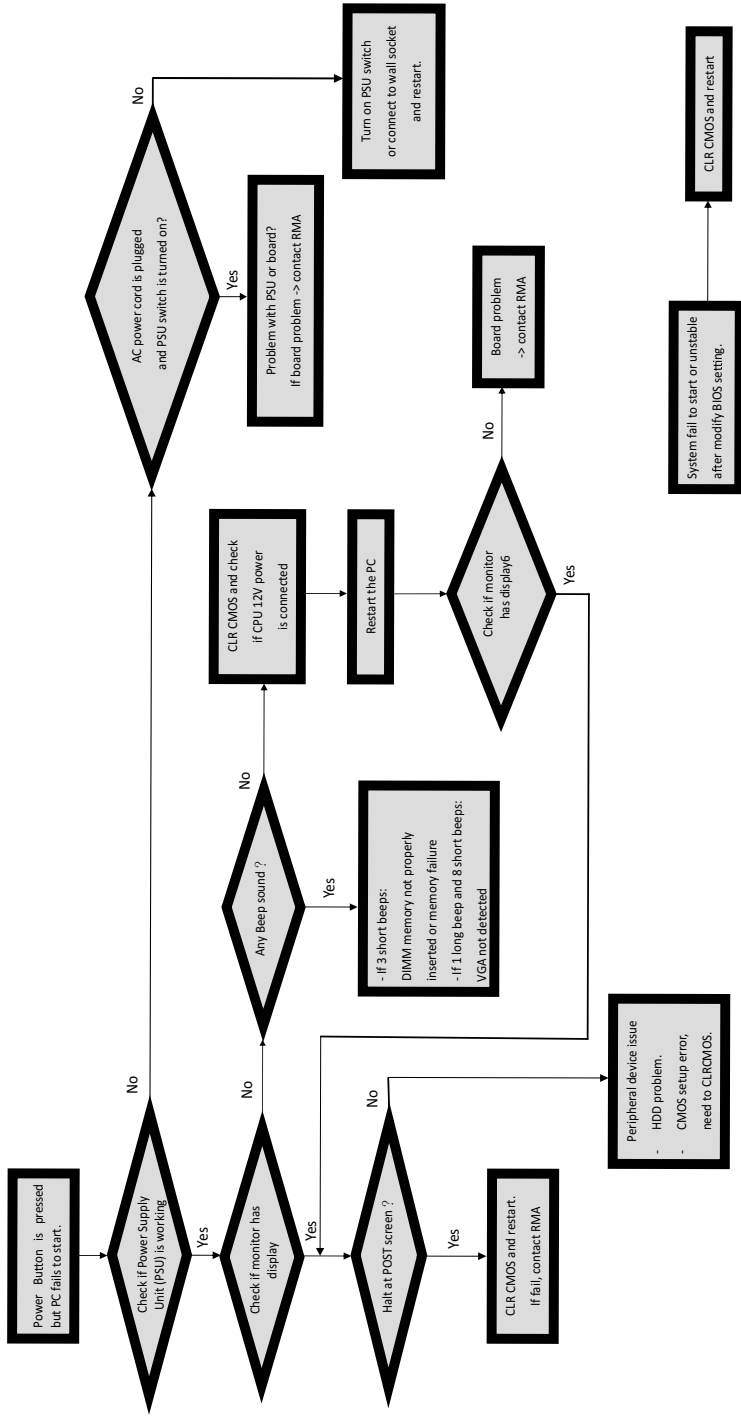 Power Button is pressed
but PC fails to start.
Check if Power Supply
Unit (PSU) is working
No
Yes
AC power cord is plugged
and PSU switch is turned on?
No
Yes
Turn on PSU switch
or connect to wall socket
and restart.
Problem with PSU or board?
If board problem -> contact RMA
Check if monitor has
display
No
Yes
Any Beep sound ?
No
Yes
CLR CMOS and check
if CPU 12V power
is connected
Restart the PC
Check if monitor
has display6
No
Yes
Board problem
-> contact RMA
- If 3 short beeps:
DIMM memory not properly
inserted or memory failure
- If 1 long beep and 8 short beeps:
VGA not detected
Halt at POST screen ?
No
Yes
CLR CMOS and restart.
If fail, contact RMA
Peripheral device issue
- HDD problem.
- CMOS setup error,
need to CLRCMOS.
System fail to start or unstable
after modify BIOS setting.
CLR CMOS and restart